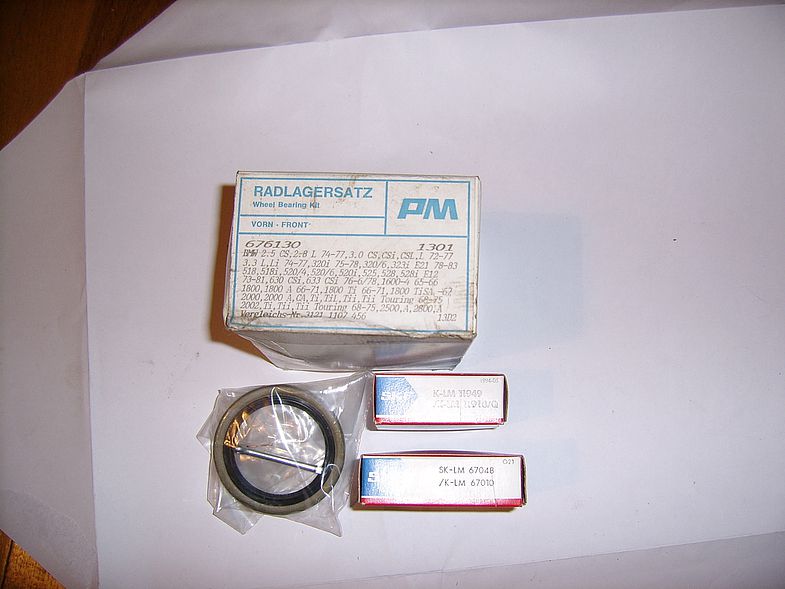 RADLAGERSATZ
Wheel Bearing Kit
PM
VORN - FRONT
676130 1301
BMW 2.5 CS,2.8 L 74-77,3.0 CS,CSi,CSL,L 72-77
3.3 L,Li 74-77,320i 75-78,320/6,323i E21 78-83
518,518i,520/4,520/6,520i,525,528,528i E12
73-81,630 CSi,633 CSi 76-6/78,1600-4 65-66
1800,1800 A 66-71,1800 Ti 66-71,1800 TiSA -67
2000,2000 A,CA,Ti,Til,Tii,Tii Touring 68-75
2002,Ti,Tii,Tii Touring 68-75,2500,A,2800,A
Vergleichs-Nr.3121 1107 456 13D2
K-LM 11949
SK-LM 67048
/K-LM 67010